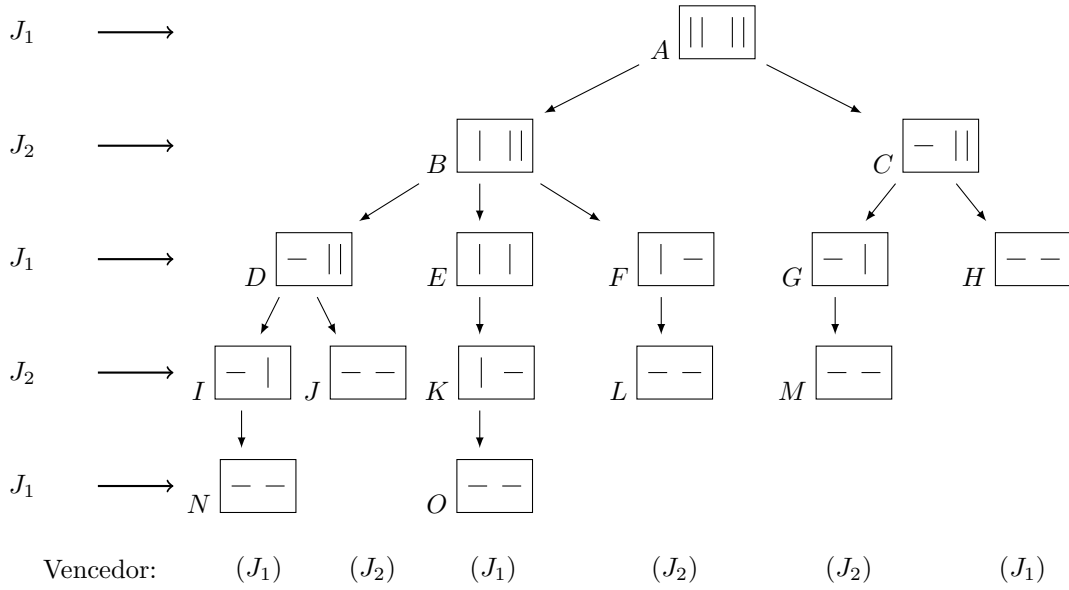 J₁ A
J₂ B C
J₁ D E F G H
J₂ I J K L M
J₁ N O
Vencedor: (J₁) (J₂) (J₁) (J₂) (J₂) (J₁)